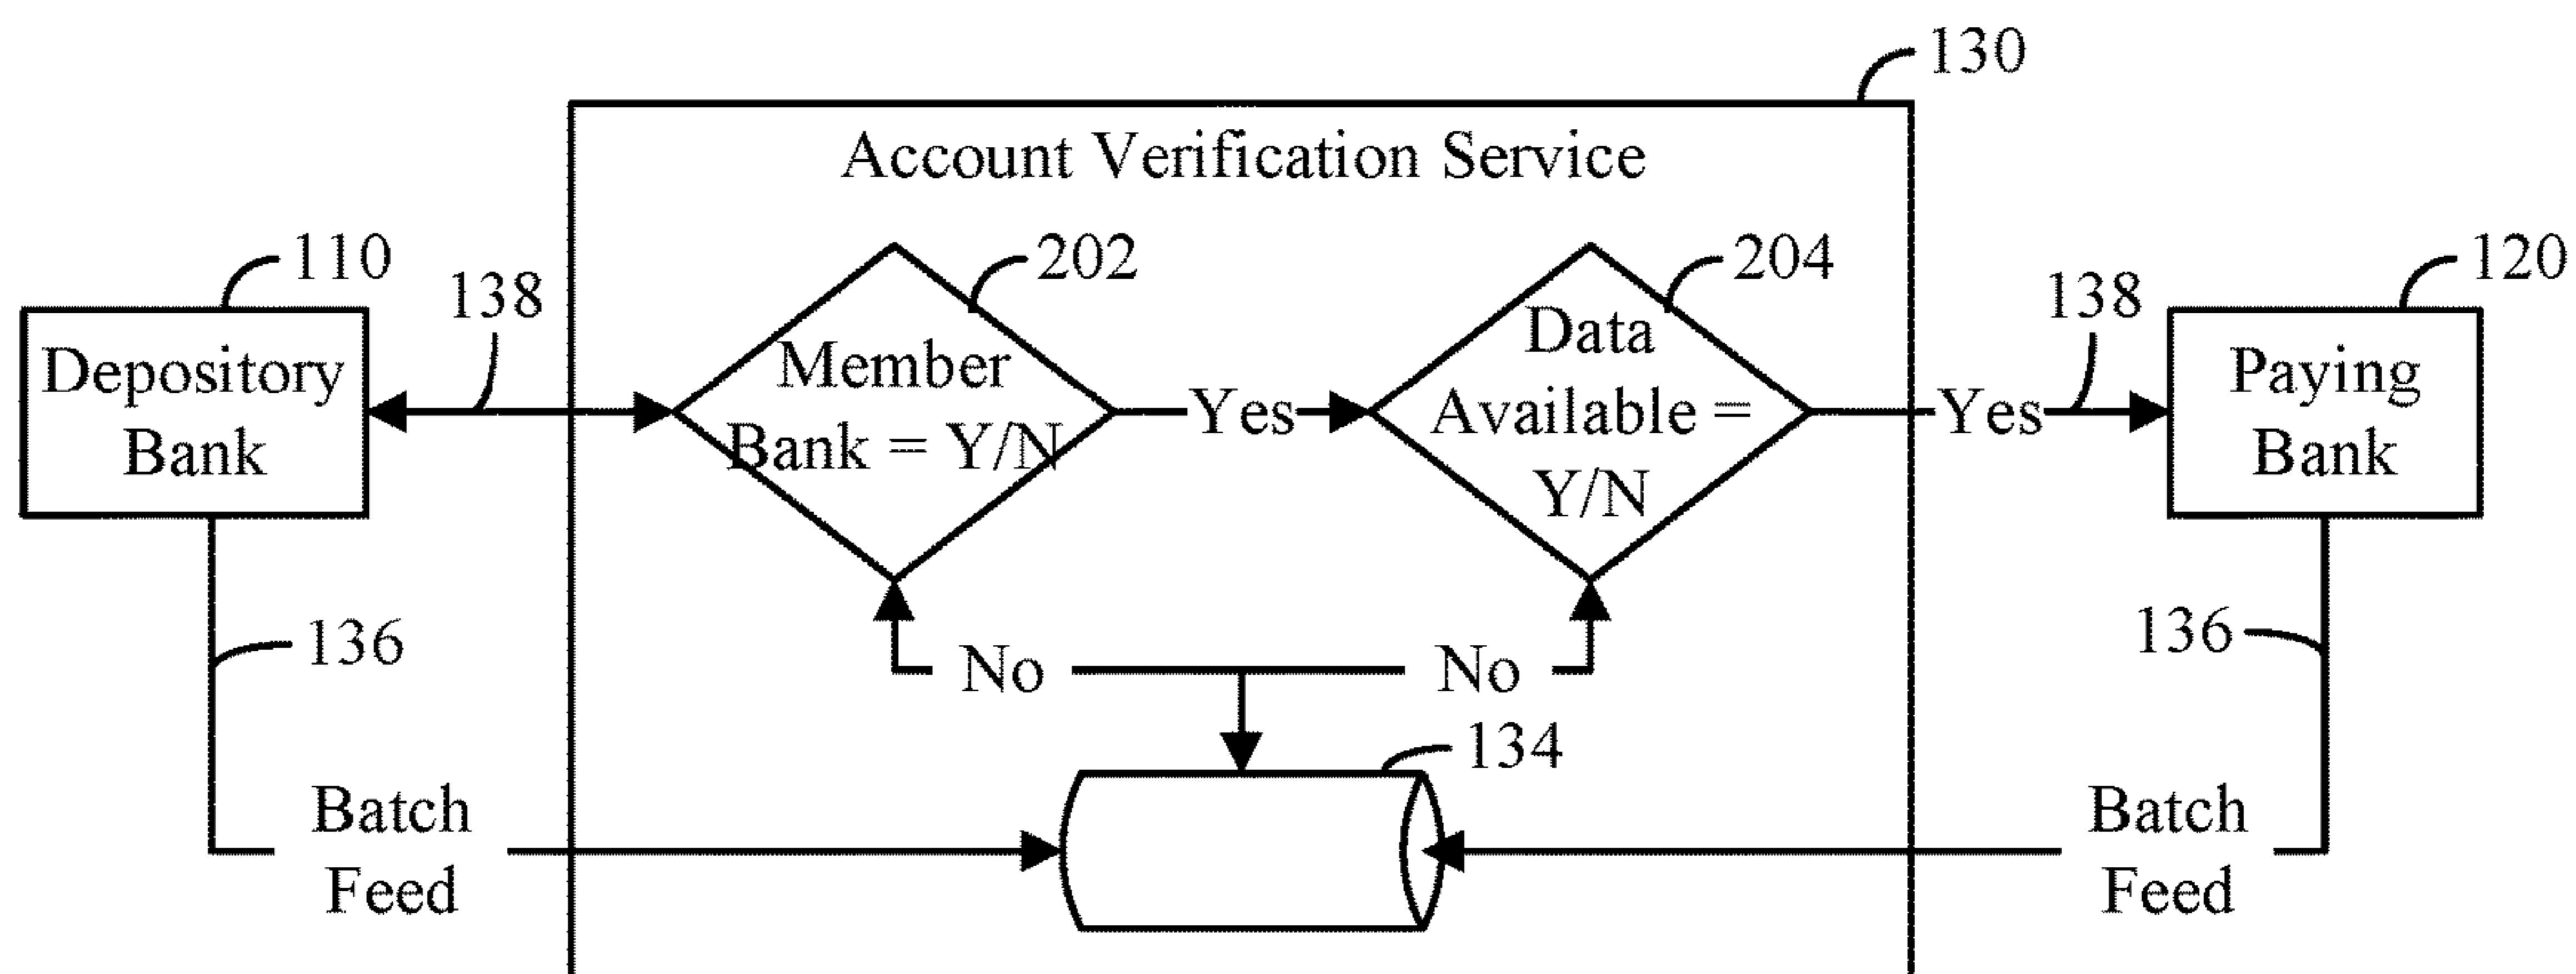 130
Account Verification Service
110
138
202
204
138
120
Depository
Bank
Member
Bank = Y/N
Yes
Data
Available =
Y/N
Yes
Paying
Bank
136
No
No
136
134
Batch
Feed
Batch
Feed